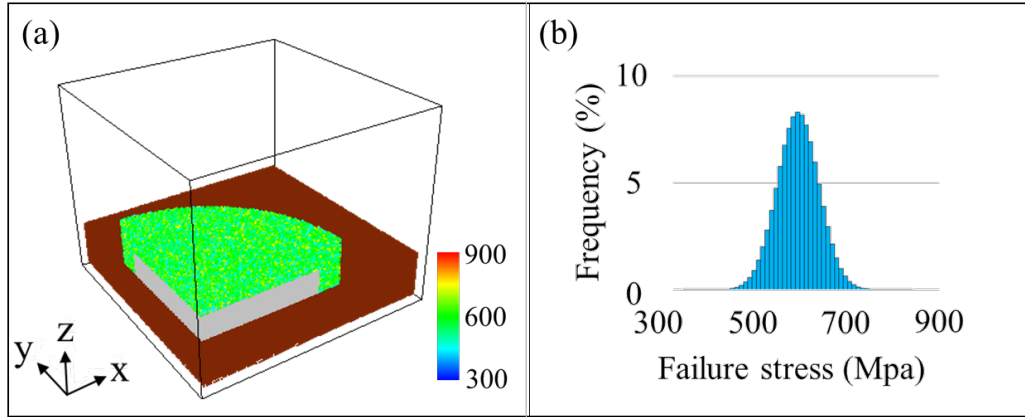 (a)
900
600
300
y
z
x
(b)
Frequency (%)
10
5
0
300 500 700 900
Failure stress (Mpa)